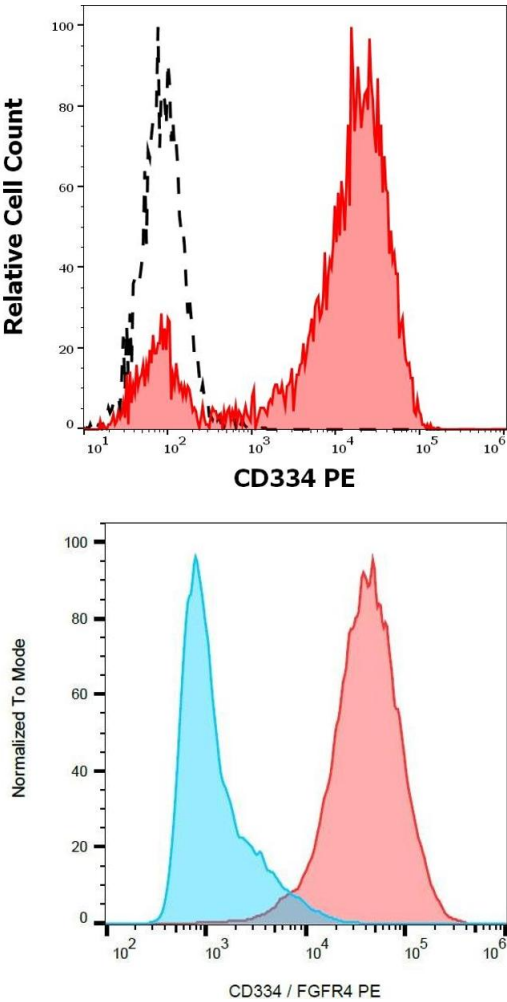 100
80
60
40
20
0
Relative Cell Count
10¹ 10² 10³ 10⁴ 10⁵ 10⁶
CD334 PE
100
80
60
40
20
0
Normalized To Mode
10² 10³ 10⁴ 10⁵ 10⁶
CD334 / FGFR4 PE